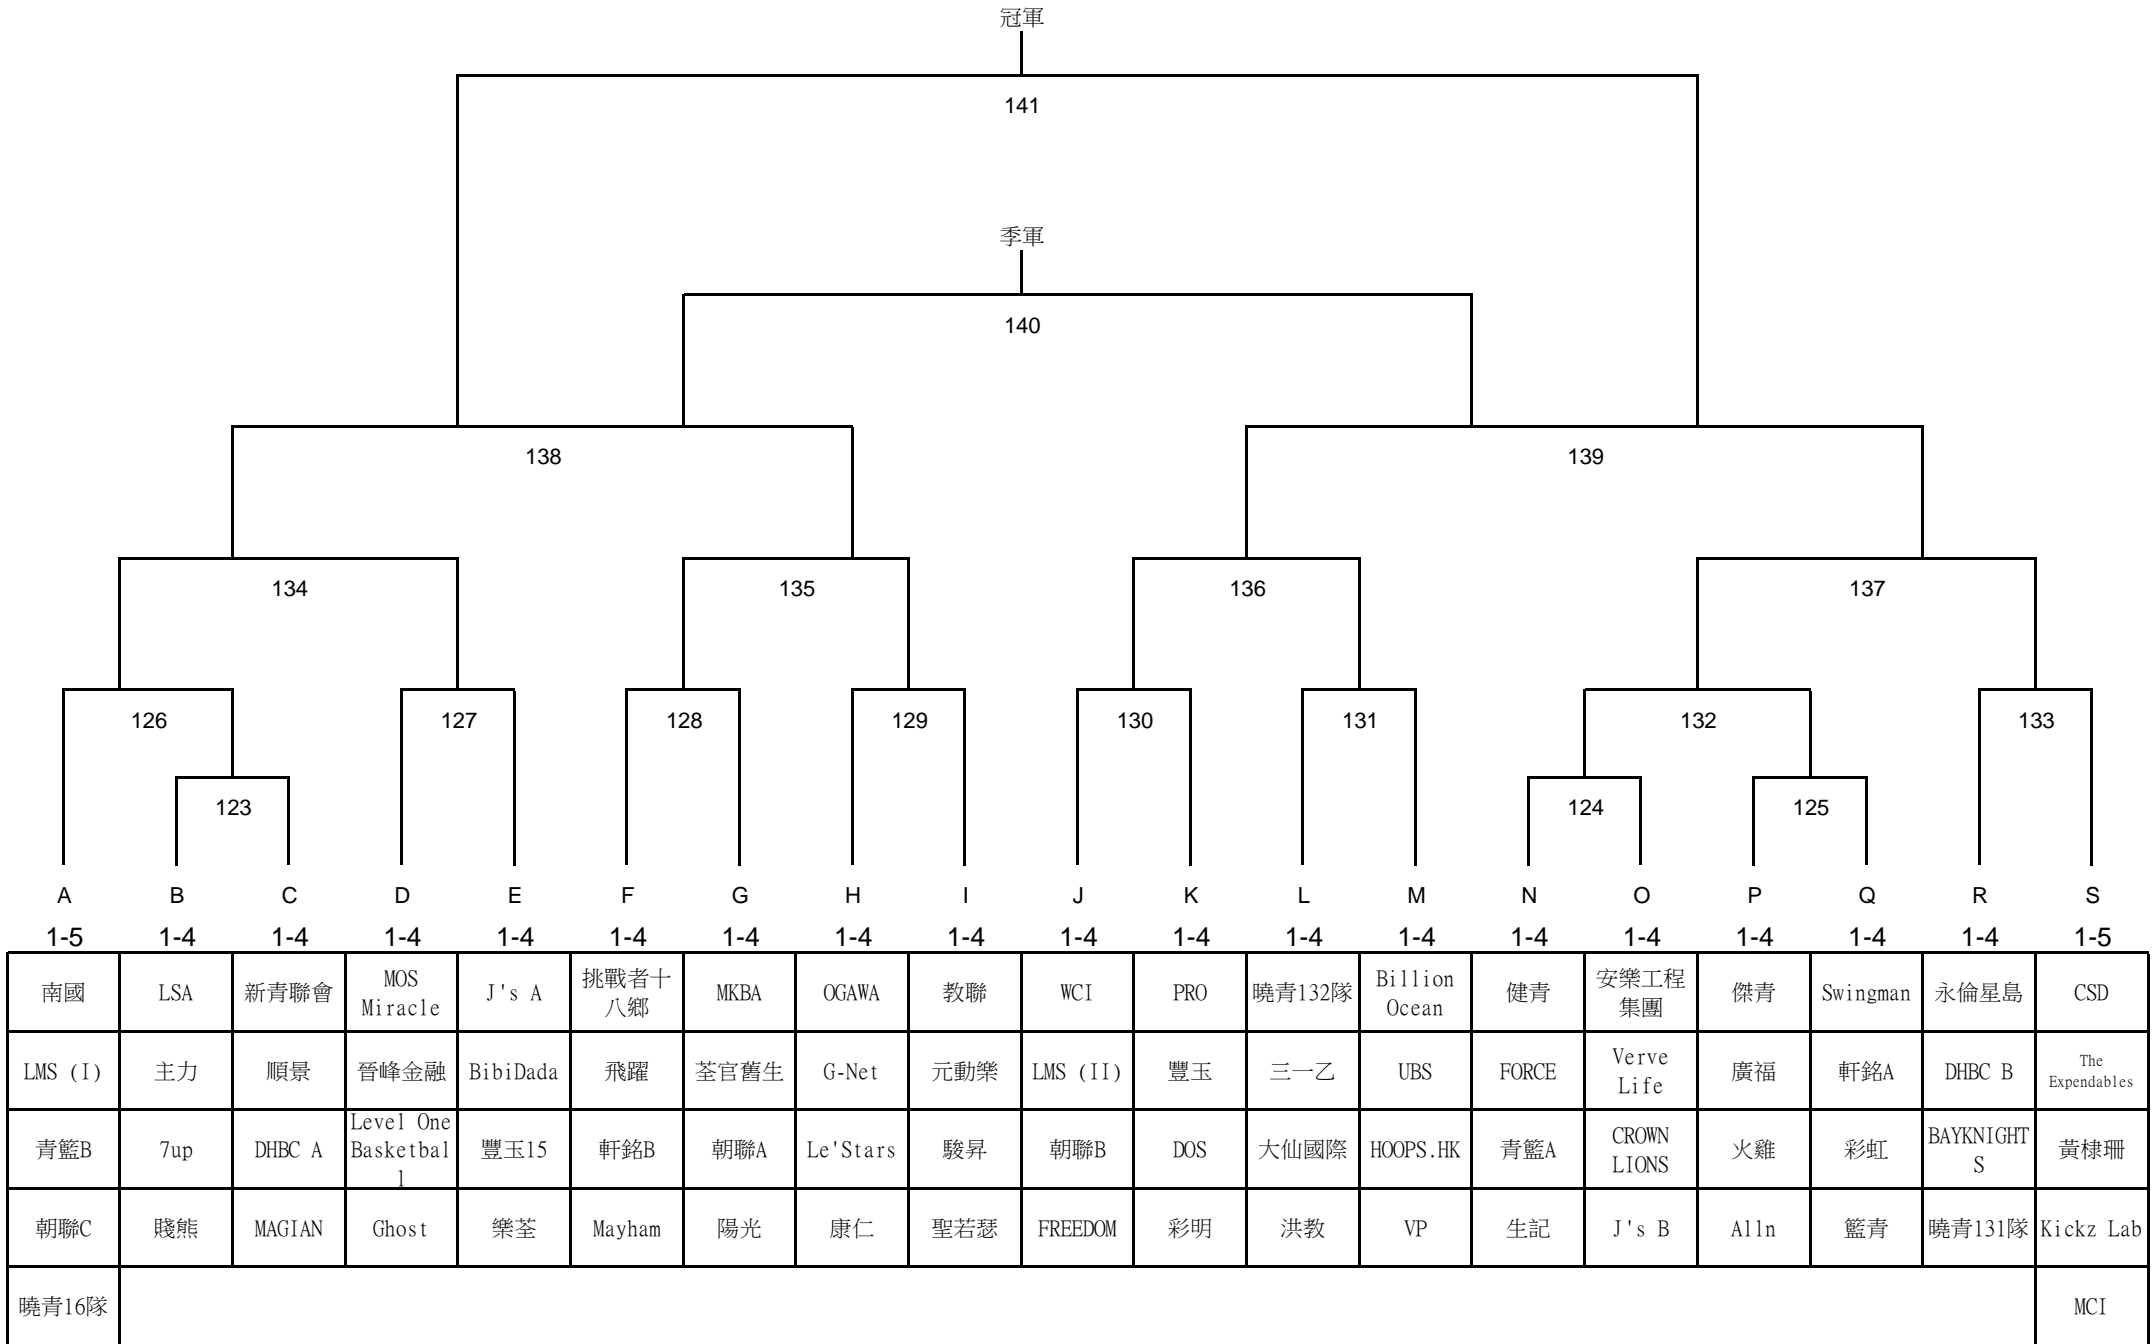 冠軍
141
季軍
140
138 139
134 135 136 137
126 127 128 129 130 131 132 133
123 124 125
A B C D E F G H I J K L M N O P Q R S
1-5 1-4 1-4 1-4 1-4 1-4 1-4 1-4 1-4 1-4 1-4 1-4 1-4 1-4 1-4 1-4 1-4 1-4 1-5
南國
LSA
新青聯會
MOS
Miracle
J's A
挑戰者十
八鄉
MKBA
OGAWA
教聯
WCI
PRO
曉青132隊
Billion
Ocean
健青
安樂工程
集團
傑青
Swingman
永倫星島
CSD
LMS (I)
主力
順景
晉峰金融
BibiDada
飛躍
荃官舊生
G-Net
元動樂
LMS (II)
豐玉
三一乙
UBS
FORCE
Verve
Life
廣福
軒銘A
DHBC B
The
Expendables
青籃B
7up
DHBC A
Level One
Basketbal
l
豐玉15
軒銘B
朝聯A
Le'Stars
駿昇
朝聯B
DOS
大仙國際
HOOPS.HK
青籃A
CROWN
LIONS
火雞
彩虹
BAYKNIGHT
S
黃棣珊
朝聯C
賤熊
MAGIAN
Ghost
樂荃
Mayham
陽光
康仁
聖若瑟
FREEDOM
彩明
洪教
VP
生記
J's B
Alln
籃青
曉青131隊
Kickz Lab
曉青16隊
MCI